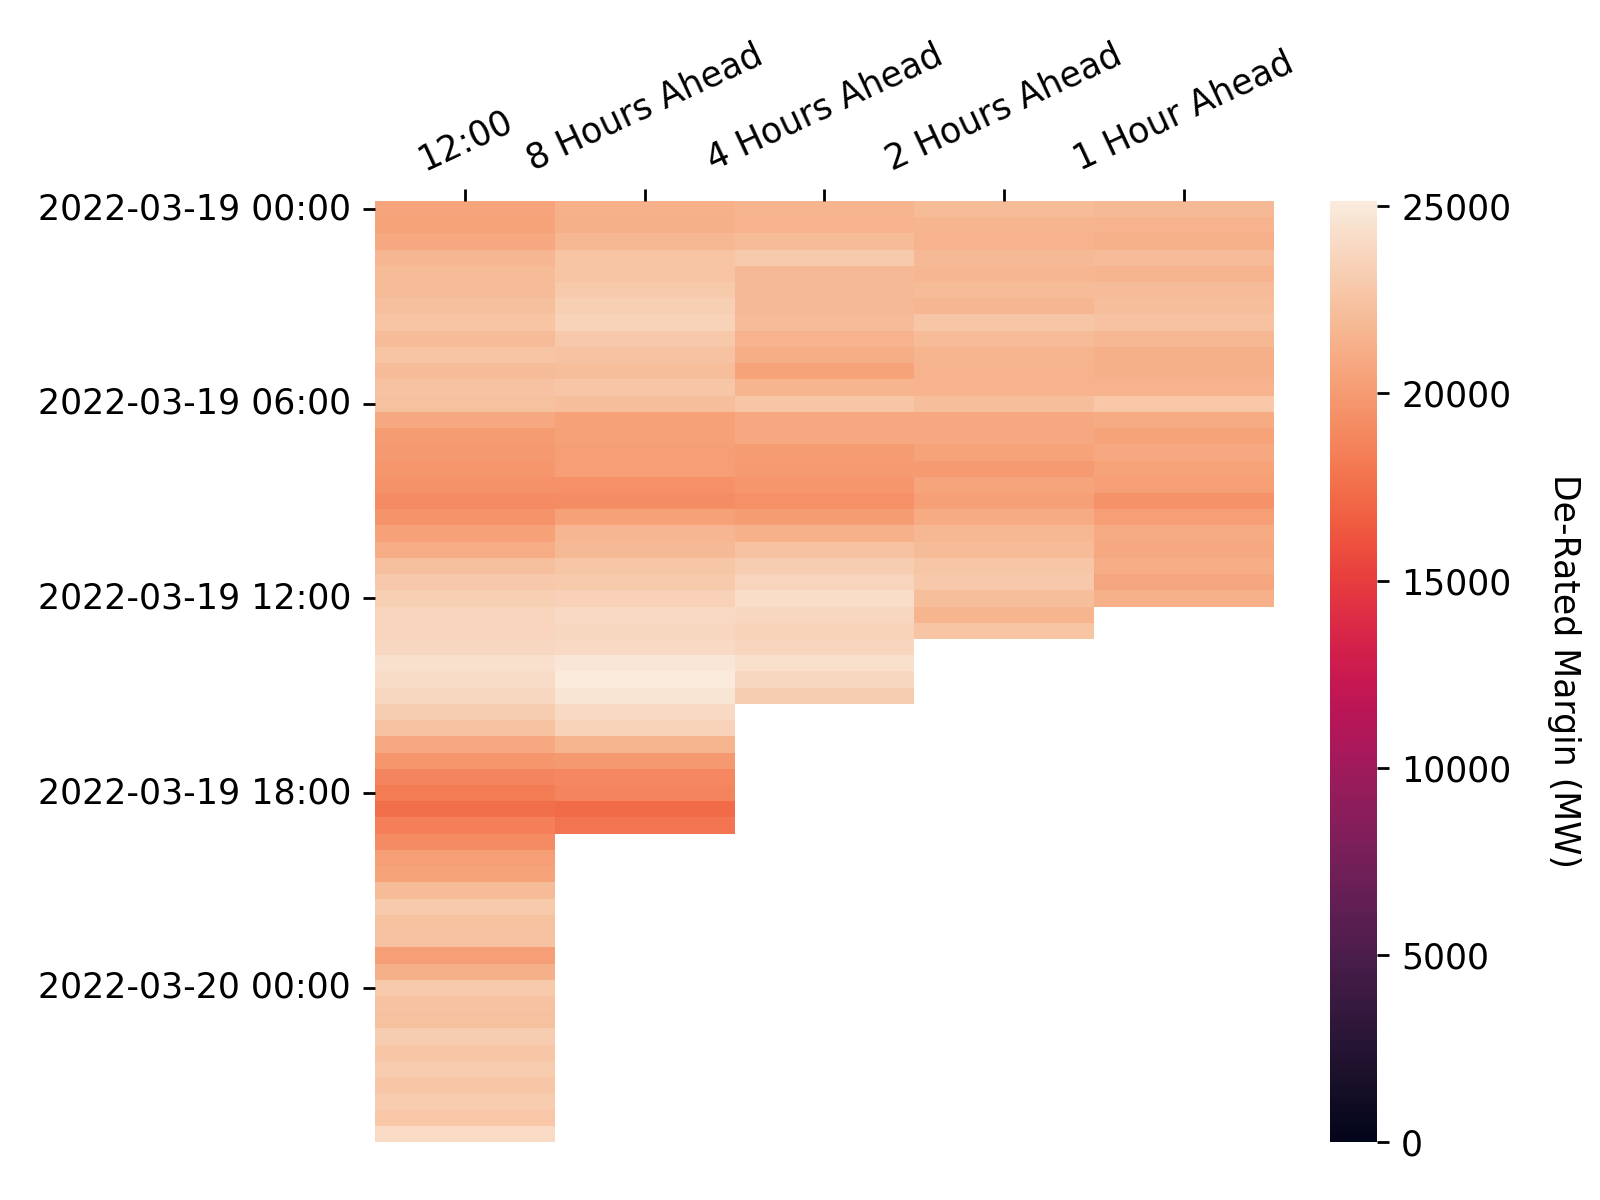 12:00
8 Hours Ahead
4 Hours Ahead
2 Hours Ahead
1 Hour Ahead
2022-03-19 00:00
2022-03-19 06:00
2022-03-19 12:00
2022-03-19 18:00
2022-03-20 00:00
25000
20000
15000
10000
5000
0
De-Rated Margin (MW)